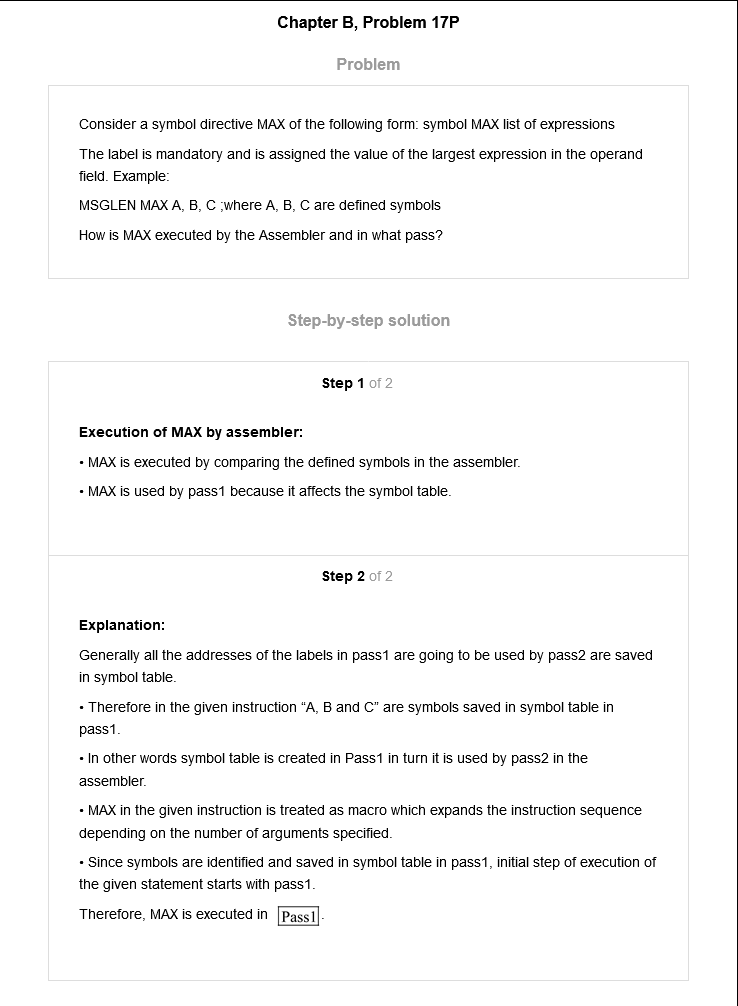 Chapter B, Problem 17P
Problem
Consider a symbol directive MAX of the following form: symbol MAX list of expressions
The label is mandatory and is assigned the value of the largest expression in the operand
field. Example:
MSGLEN MAX A, B, C ;where A, B, C are defined symbols
How is MAX executed by the Assembler and in what pass?
Step-by-step solution
Step 1 of 2
Execution of MAX by assembler:
• MAX is executed by comparing the defined symbols in the assembler.
• MAX is used by pass1 because it affects the symbol table.
Step 2 of 2
Explanation:
Generally all the addresses of the labels in pass1 are going to be used by pass2 are saved
in symbol table.
• Therefore in the given instruction “A, B and C” are symbols saved in symbol table in
pass1.
• In other words symbol table is created in Pass1 in turn it is used by pass2 in the
assembler.
• MAX in the given instruction is treated as macro which expands the instruction sequence
depending on the number of arguments specified.
• Since symbols are identified and saved in symbol table in pass1, initial step of execution of
the given statement starts with pass1.
Therefore, MAX is executed in Pass1.